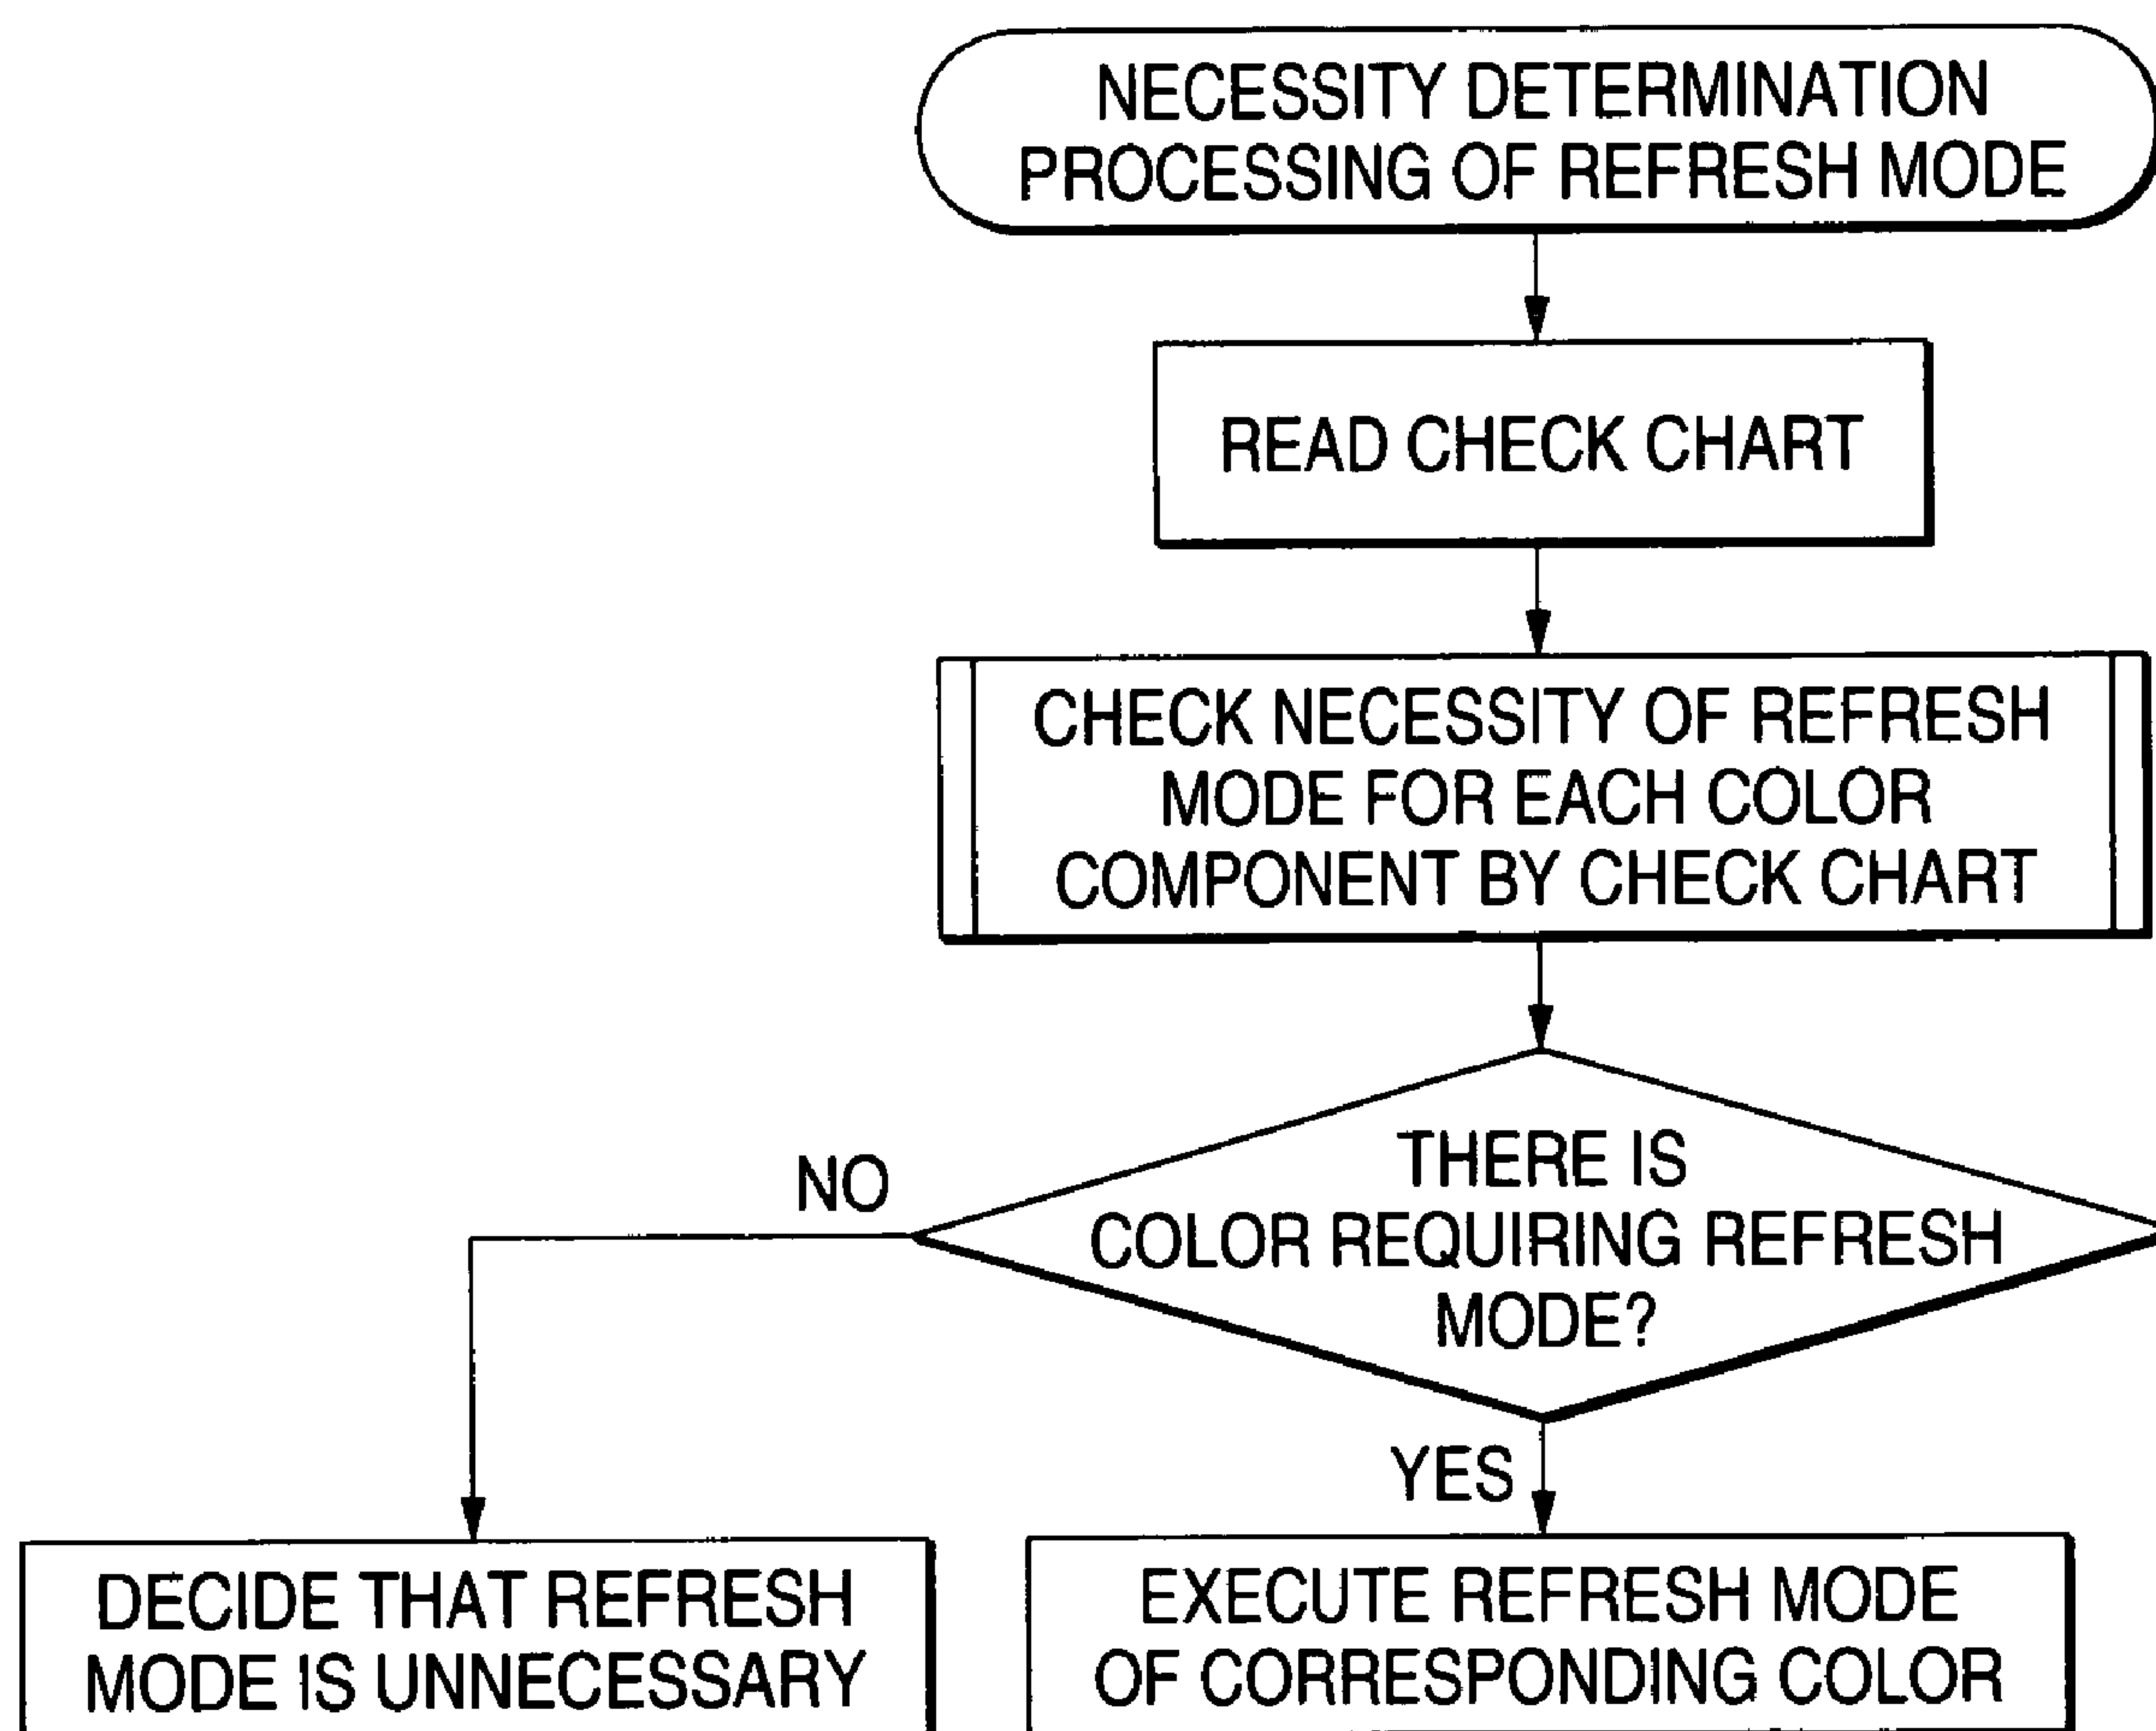 NECESSITY DETERMINATION
PROCESSING OF REFRESH MODE
READ CHECK CHART
CHECK NECESSITY OF REFRESH
MODE FOR EACH COLOR
COMPONENT BY CHECK CHART
THERE IS
COLOR REQUIRING REFRESH
MODE?
NO
YES
DECIDE THAT REFRESH
MODE IS UNNECESSARY
EXECUTE REFRESH MODE
OF CORRESPONDING COLOR